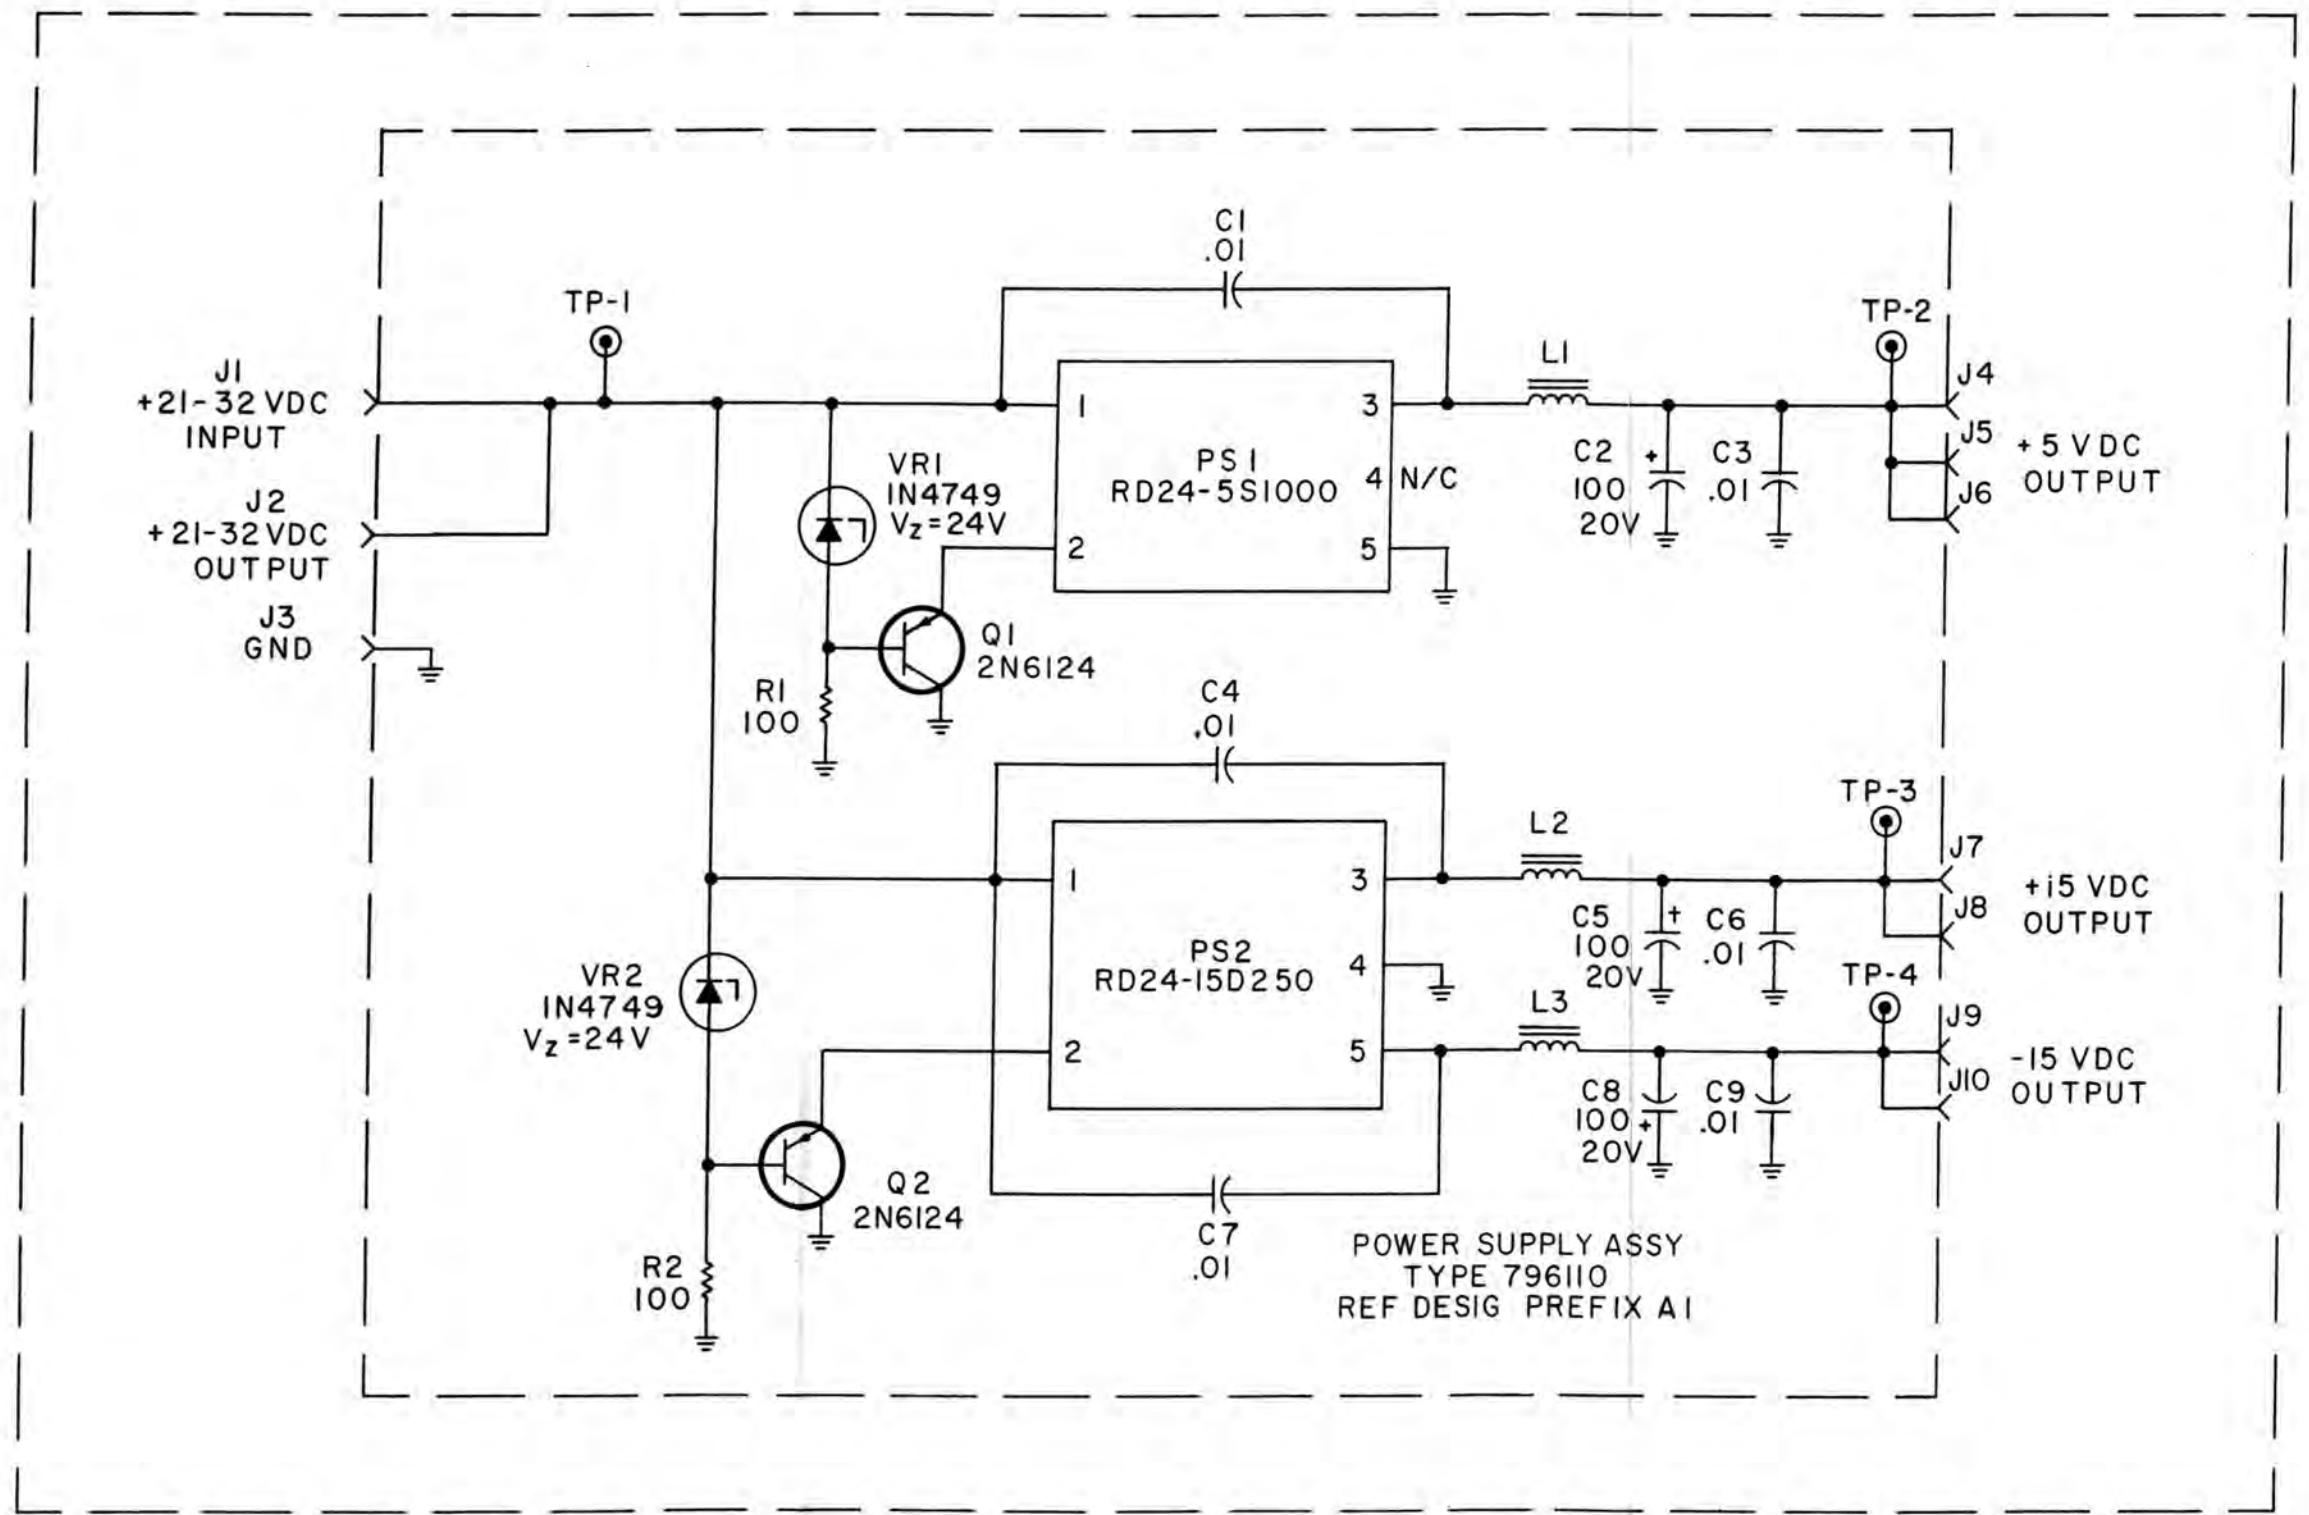 C1
.01
TP-1
TP-2
J1
+21-32 VDC
INPUT
J2
+21-32 VDC
OUTPUT
J3
GND
VR1
1N4749
Vz=24V
1
2
PS1
RD24-5S1000
3
4 N/C
5
L1
C2
100
20V
+
C3
.01
J4
J5
J6
+5 VDC
OUTPUT
Q1
2N6124
R1
100
C4
.01
TP-3
L2
1
2
PS2
RD24-15D250
3
4
5
C5
100
20V
+
C6
.01
J7
J8
+15 VDC
OUTPUT
VR2
1N4749
Vz=24V
TP-4
L3
C8
100
20V
+
C9
.01
J9
J10
-15 VDC
OUTPUT
Q2
2N6124
R2
100
C7
.01
POWER SUPPLY ASSY
TYPE 796110
REF DESIG PREFIX A1